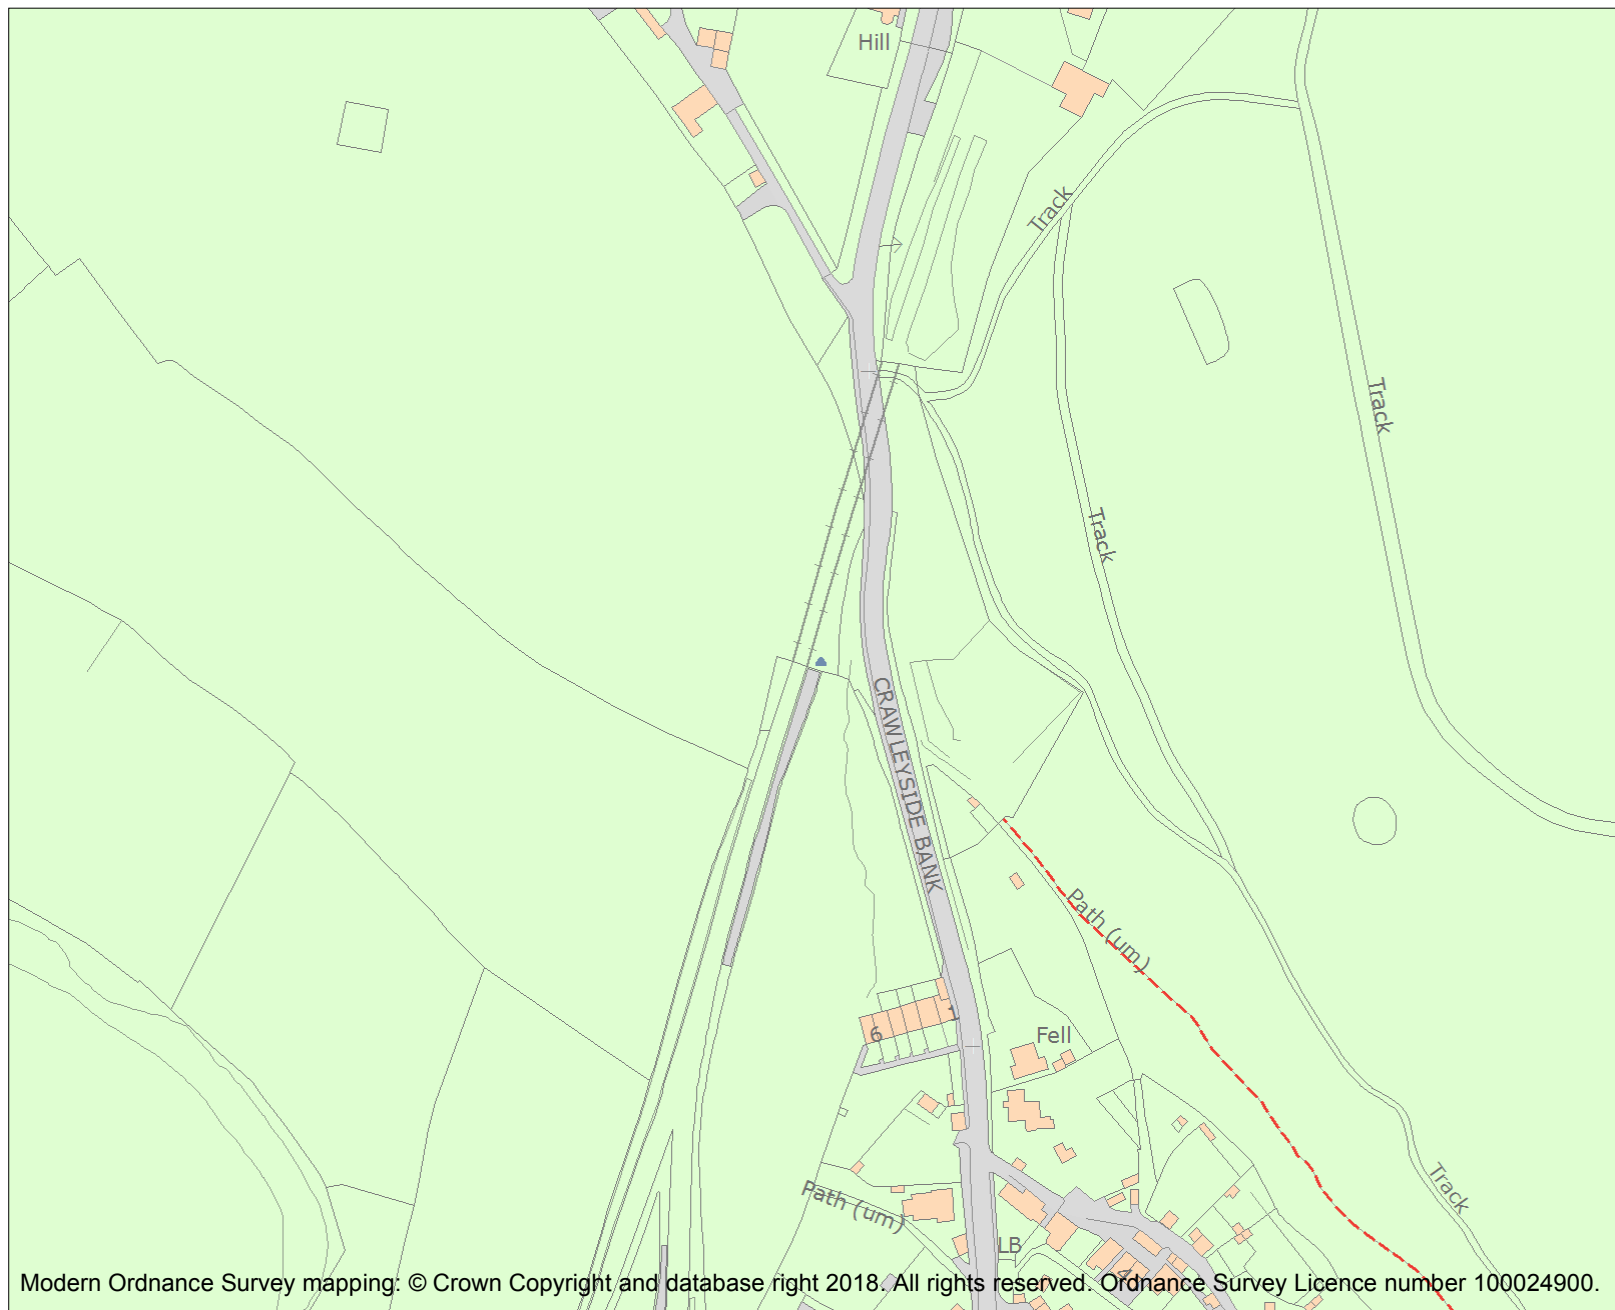 Hill
Track
Track
Track
CRAWLEYSIDE BANK
Path (um)
6
1
Fell
Track
Path (um)
LB
4
Modern Ordnance Survey mapping: © Crown Copyright and database right 2018. All rights reserved. Ordnance Survey Licence number 100024900.